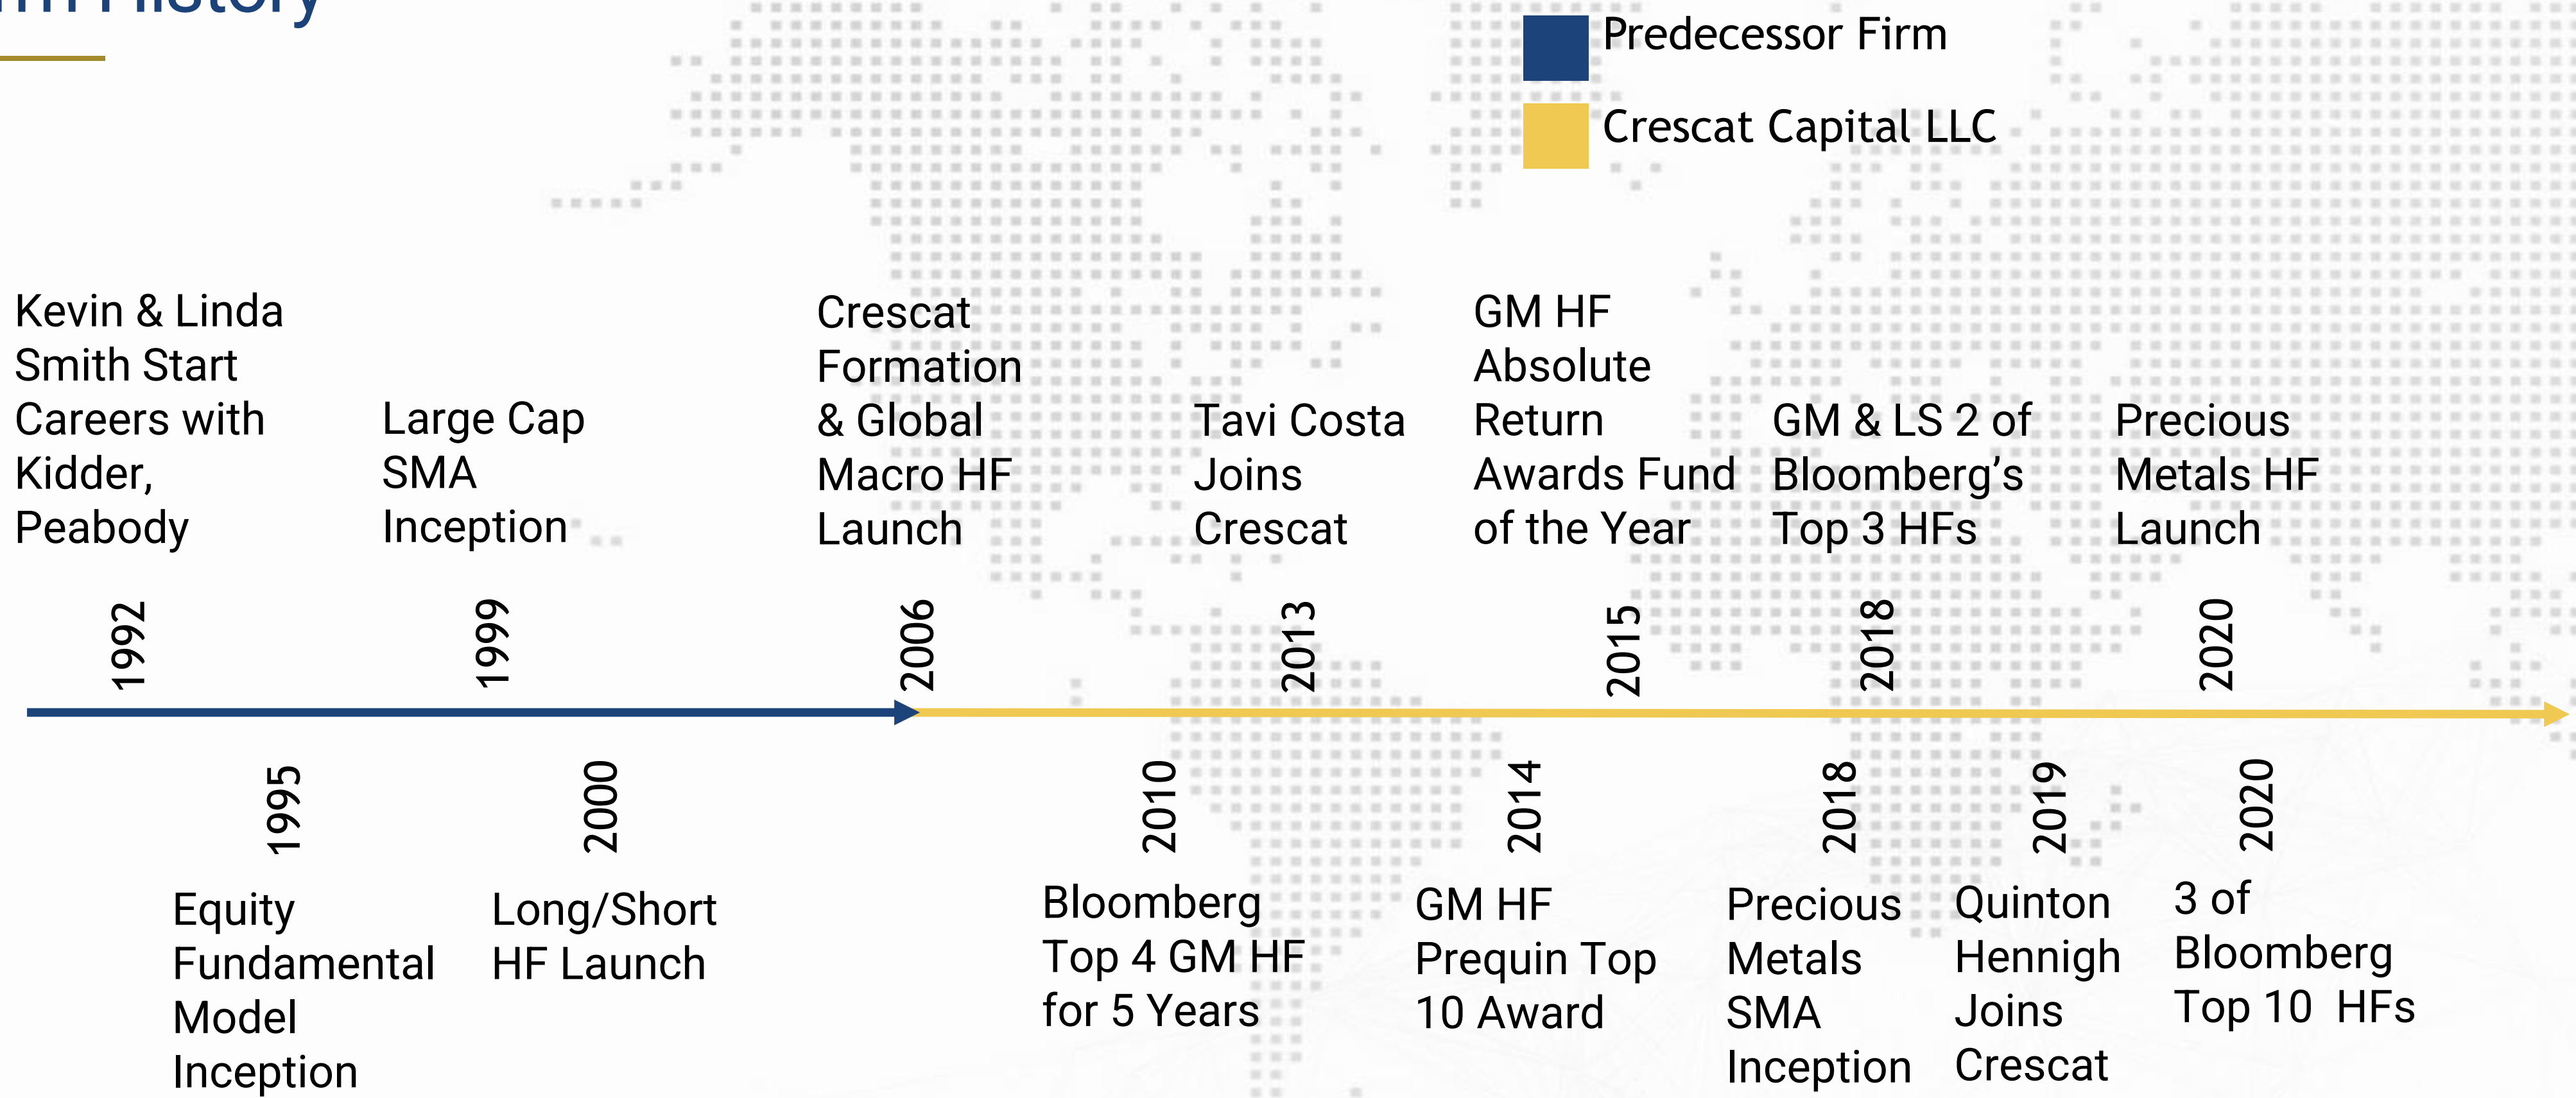 History
Predecessor Firm
Crescat Capital LLC
Kevin & Linda
Smith Start
Careers with
Kidder,
Peabody
Large Cap
SMA
Inception
Crescat
Formation
& Global
Macro HF
Launch
Tavi Costa
Joins
Crescat
GM HF
Absolute
Return
Awards Fund
of the Year
GM & LS 2 of
Bloomberg’s
Top 3 HFs
Precious
Metals HF
Launch
1992
1999
2006
2013
2015
2018
2020
1995
2000
2010
2014
2018
2019
2020
Equity
Fundamental
Model
Inception
Long/Short
HF Launch
Bloomberg
Top 4 GM HF
for 5 Years
GM HF
Prequin Top
10 Award
Precious
Metals
SMA
Inception
Quinton
Hennigh
Joins
Crescat
3 of
Bloomberg
Top 10  HFs